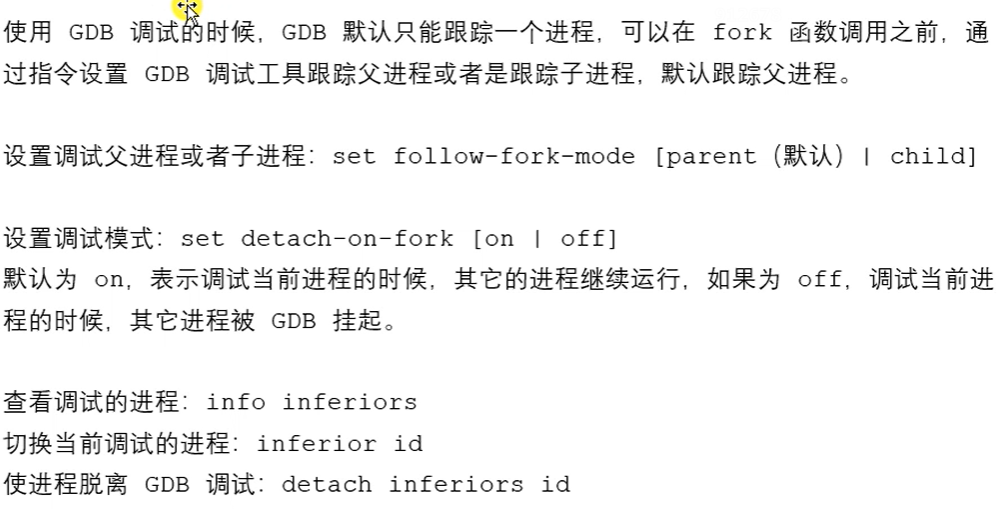 使用 GDB 调试的时候，GDB 默认只能跟踪一个进程，可以在 fork 函数调用之前，通
过指令设置 GDB 调试工具跟踪父进程或者是跟踪子进程，默认跟踪父进程。
设置调试父进程或者子进程：set follow-fork-mode [parent（默认）| child]
设置调试模式：set detach-on-fork [on | off]
默认为 on，表示调试当前进程的时候，其它的进程继续运行，如果为 off，调试当前进
程的时候，其它进程被 GDB 挂起。
查看调试的进程：info inferiors
切换当前调试的进程：inferior id
使进程脱离 GDB 调试：detach inferiors id